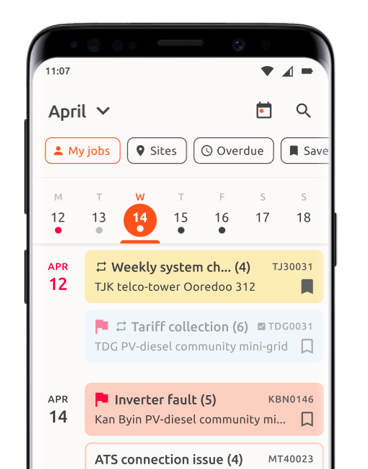 11:07
April
My jobs Sites Overdue Save
M T W T F S S
12 13 14 15 16 17 18
APR
12
Weekly system ch... (4) TJ30031
TJK telco-tower Ooredoo 312
Tariff collection (6) TDG0031
TDG PV-diesel community mini-grid
APR
14
Inverter fault (5) KBN0146
Kan Byin PV-diesel community mi...
ATS connection issue (4) MT40023